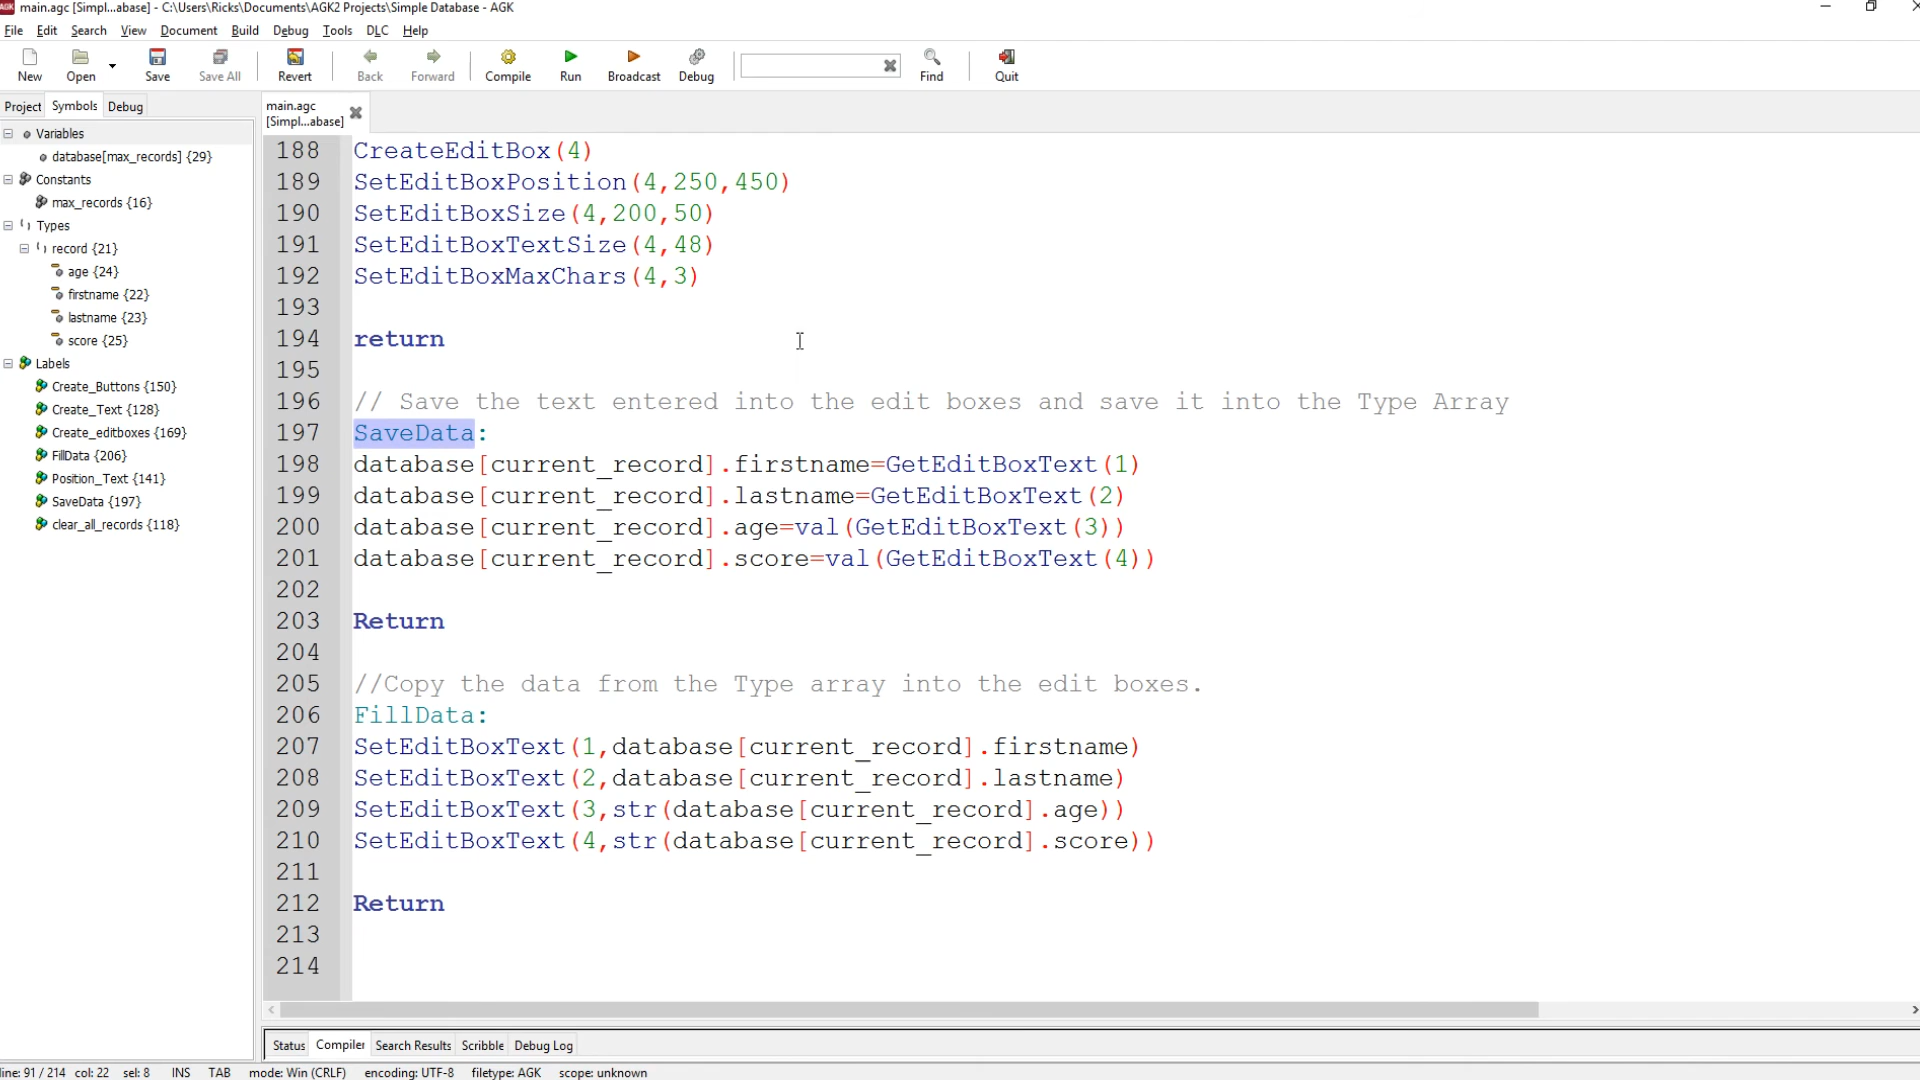 main.agc [Simpl...abase] - C:\Users\Ricks\Documents\AGK2 Projects\Simple Database - AGK
File Edit Search View Document Build Debug Tools DLC Help
New Open Save Save All Revert Back Forward Compile Run Broadcast Debug Find Quit
Project Symbols Debug
main.agc
[Simpl...abase]
Variables
database[max_records] {29}
Constants
max_records {16}
Types
record {21}
age {24}
firstname {22}
lastname {23}
score {25}
Labels
Create_Buttons {150}
Create_Text {128}
Create_editboxes {169}
FillData {206}
Position_Text {141}
SaveData {197}
clear_all_records {118}
188 CreateEditBox(4)
189 SetEditBoxPosition(4,250,450)
190 SetEditBoxSize(4,200,50)
191 SetEditBoxTextSize(4,48)
192 SetEditBoxMaxChars(4,3)
193
194 return
195
196 // Save the text entered into the edit boxes and save it into the Type Array
197 SaveData:
198 database[current_record].firstname=GetEditBoxText(1)
199 database[current_record].lastname=GetEditBoxText(2)
200 database[current_record].age=val(GetEditBoxText(3))
201 database[current_record].score=val(GetEditBoxText(4))
202
203 Return
204
205 //Copy the data from the Type array into the edit boxes.
206 FillData:
207 SetEditBoxText(1,database[current_record].firstname)
208 SetEditBoxText(2,database[current_record].lastname)
209 SetEditBoxText(3,str(database[current_record].age))
210 SetEditBoxText(4,str(database[current_record].score))
211
212 Return
213
214
Status Compiler Search Results Scribble Debug Log
line: 91 / 214 col: 22 sel: 8 INS TAB mode: Win (CRLF) encoding: UTF-8 filetype: AGK scope: unknown